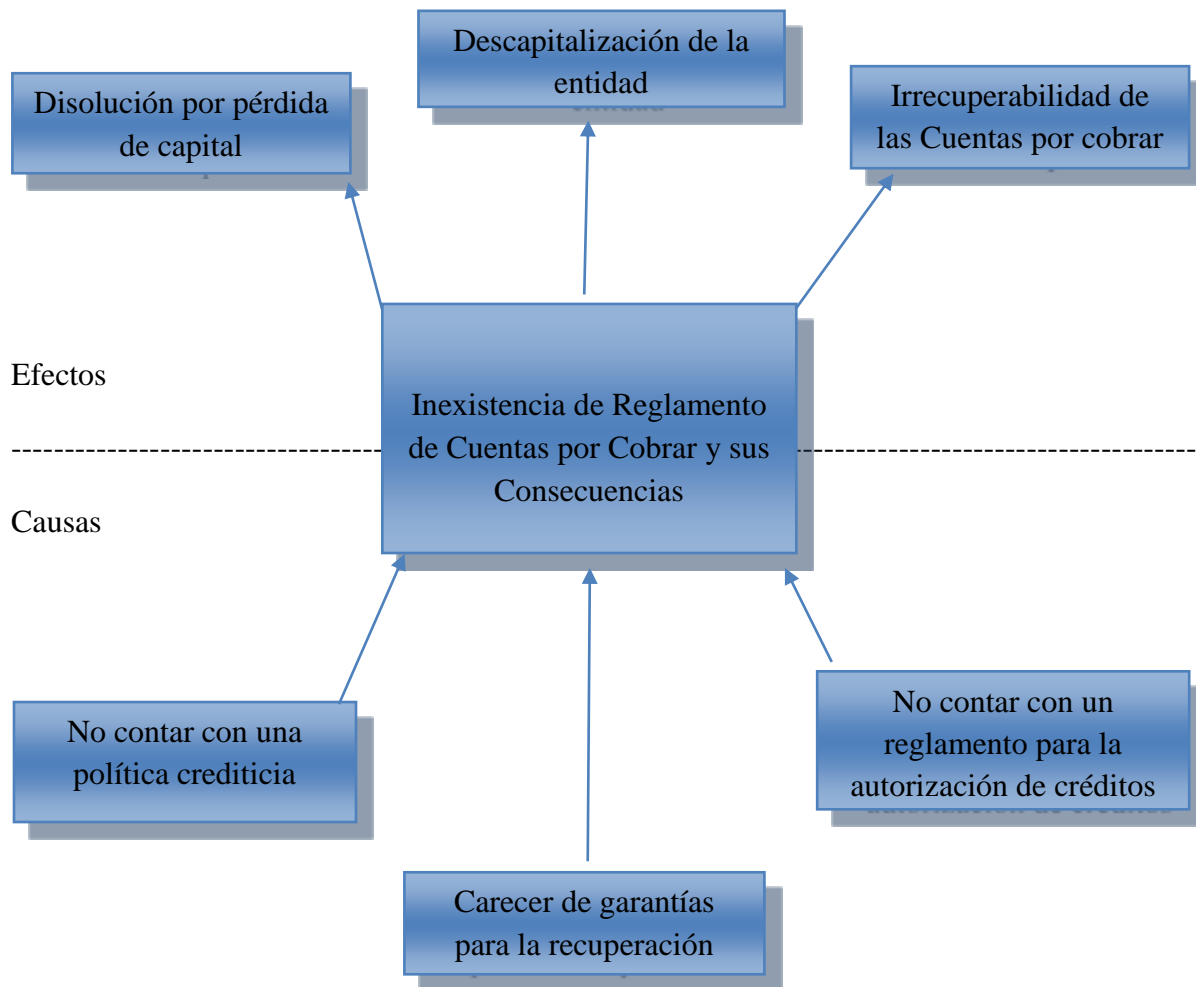 Descapitalización de la
entidad
Disolución por pérdida
de capital
Irrecuperabilidad de
las Cuentas por cobrar
Efectos
Inexistencia de Reglamento
de Cuentas por Cobrar y sus
Consecuencias
Causas
No contar con una
política crediticia
No contar con un
reglamento para la
autorización de créditos
Carecer de garantías
para la recuperación